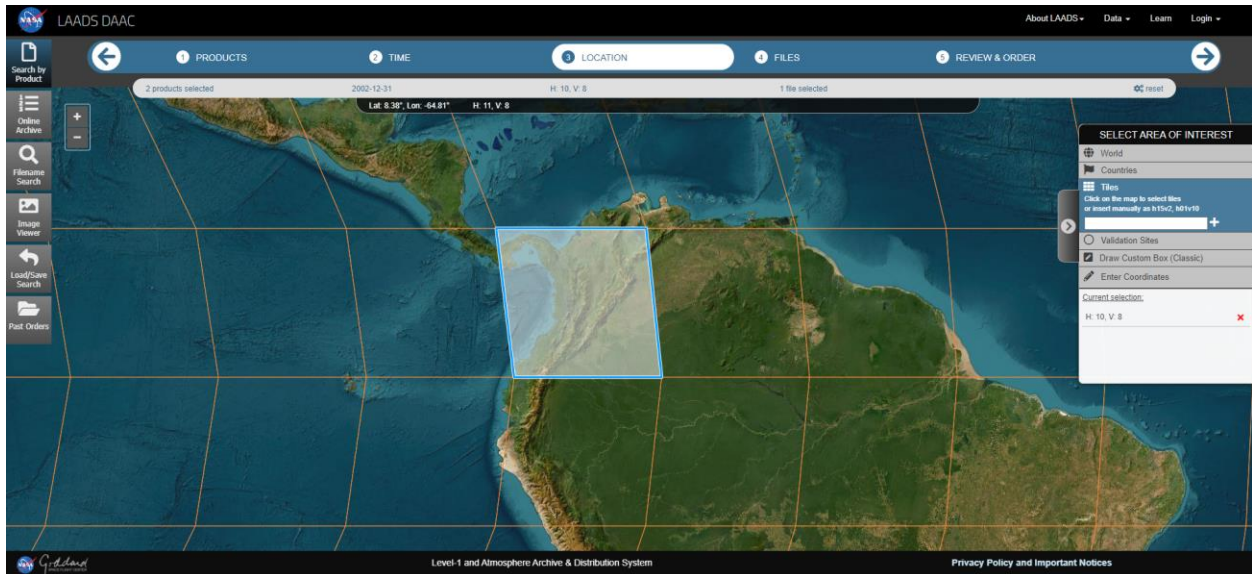 NASA
LAADS DAAC
About LAADS
Data
Learn
Login
Search by
Product
Online
Archive
Filename
Search
Image
Viewer
Load/Save
Search
Past Orders
1 PRODUCTS
2 TIME
3 LOCATION
4 FILES
5 REVIEW & ORDER
2 products selected
2002-12-31
H: 10, V: 8
1 file selected
reset
Lat: 8.38°, Lon: -64.81° H: 11, V: 8
+
-
SELECT AREA OF INTEREST
World
Countries
Tiles
Click on the map to select tiles
or insert manually as h15v2, h01v10
+
Validation Sites
Draw Custom Box (Classic)
Enter Coordinates
Current selection:
H: 10, V: 8
Goddard
SPACE FLIGHT CENTER
Level-1 and Atmosphere Archive & Distribution System
Privacy Policy and Important Notices